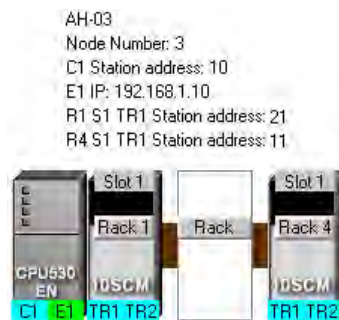 AH-03
Node Number: 3
C1 Station address: 10
E1 IP: 192.168.1.10
R1 S1 TR1 Station address: 21
R4 S1 TR1 Station address: 11
Slot 1
Slot 1
Rack 1
Rack
Rack 4
CPU530
EN
10SCM
10SCM
C1 E1 TR1 TR2
TR1 TR2